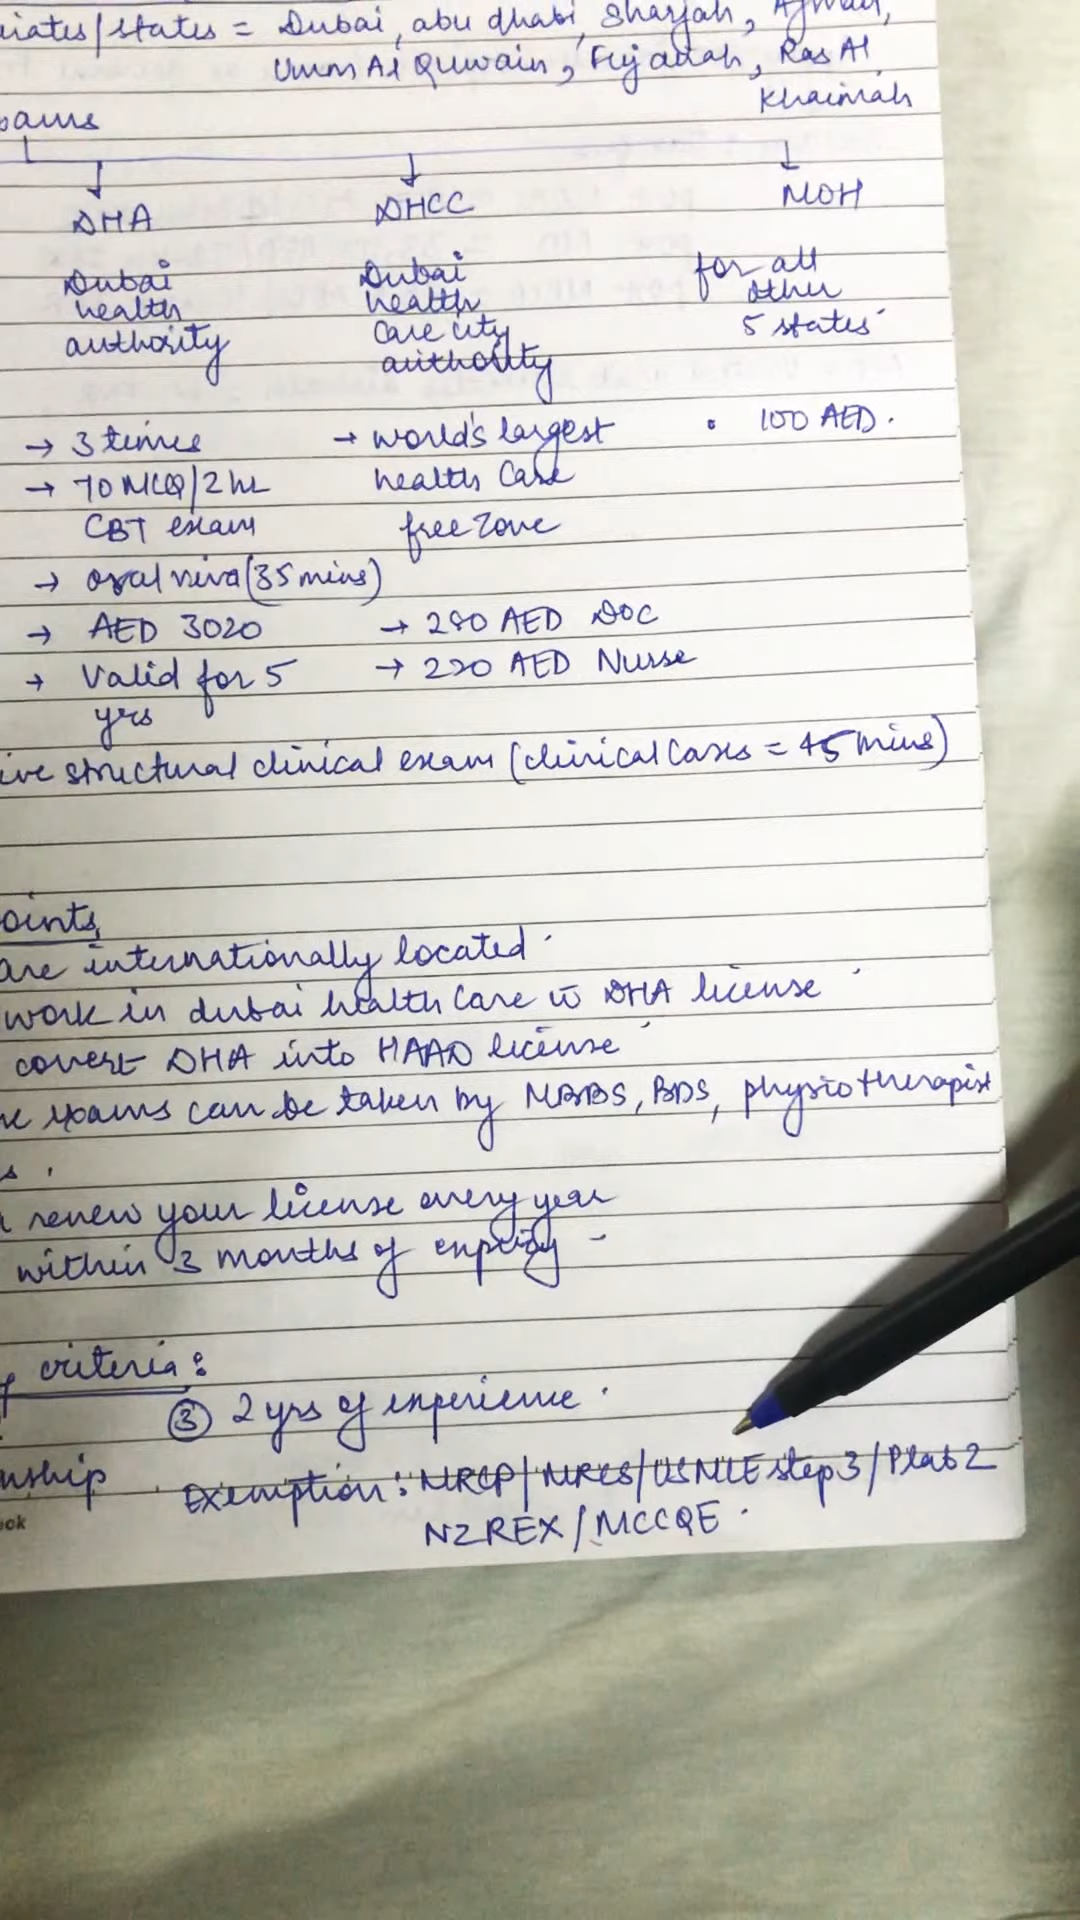 iates/states = Dubai, abu dhabi, Sharjah, Ajman,
Umm Al Quwain, Fujairah, Ras Al
Khaimah
xams
DHA DHCC MOH
Dubai Dubai for all
health health other
authority Care city 5 states
authority
→ 3 times → world's largest • 100 AED.
→ 70 MCQ/2 hr health Care
CBT exam free zone
→ oral viva (35 mins)
→ AED 3020 → 280 AED Doc
→ Valid for 5 → 220 AED Nurse
yrs
ive structural clinical exam (clinical Cases = 45 mins)
oints
are internationally located.
work in dubai health Care w DHA license
covert DHA into HAAD license
se exams can be taken by MBBS, BDS, physiotherapist
s.
renew your license every year
within 3 months of expiry -
y criteria:
③ 2 yrs of experience.
nship Exemption: MRCP/MRCS/USMLE step 3/Plab 2
ook
NZREX/MCCQE.